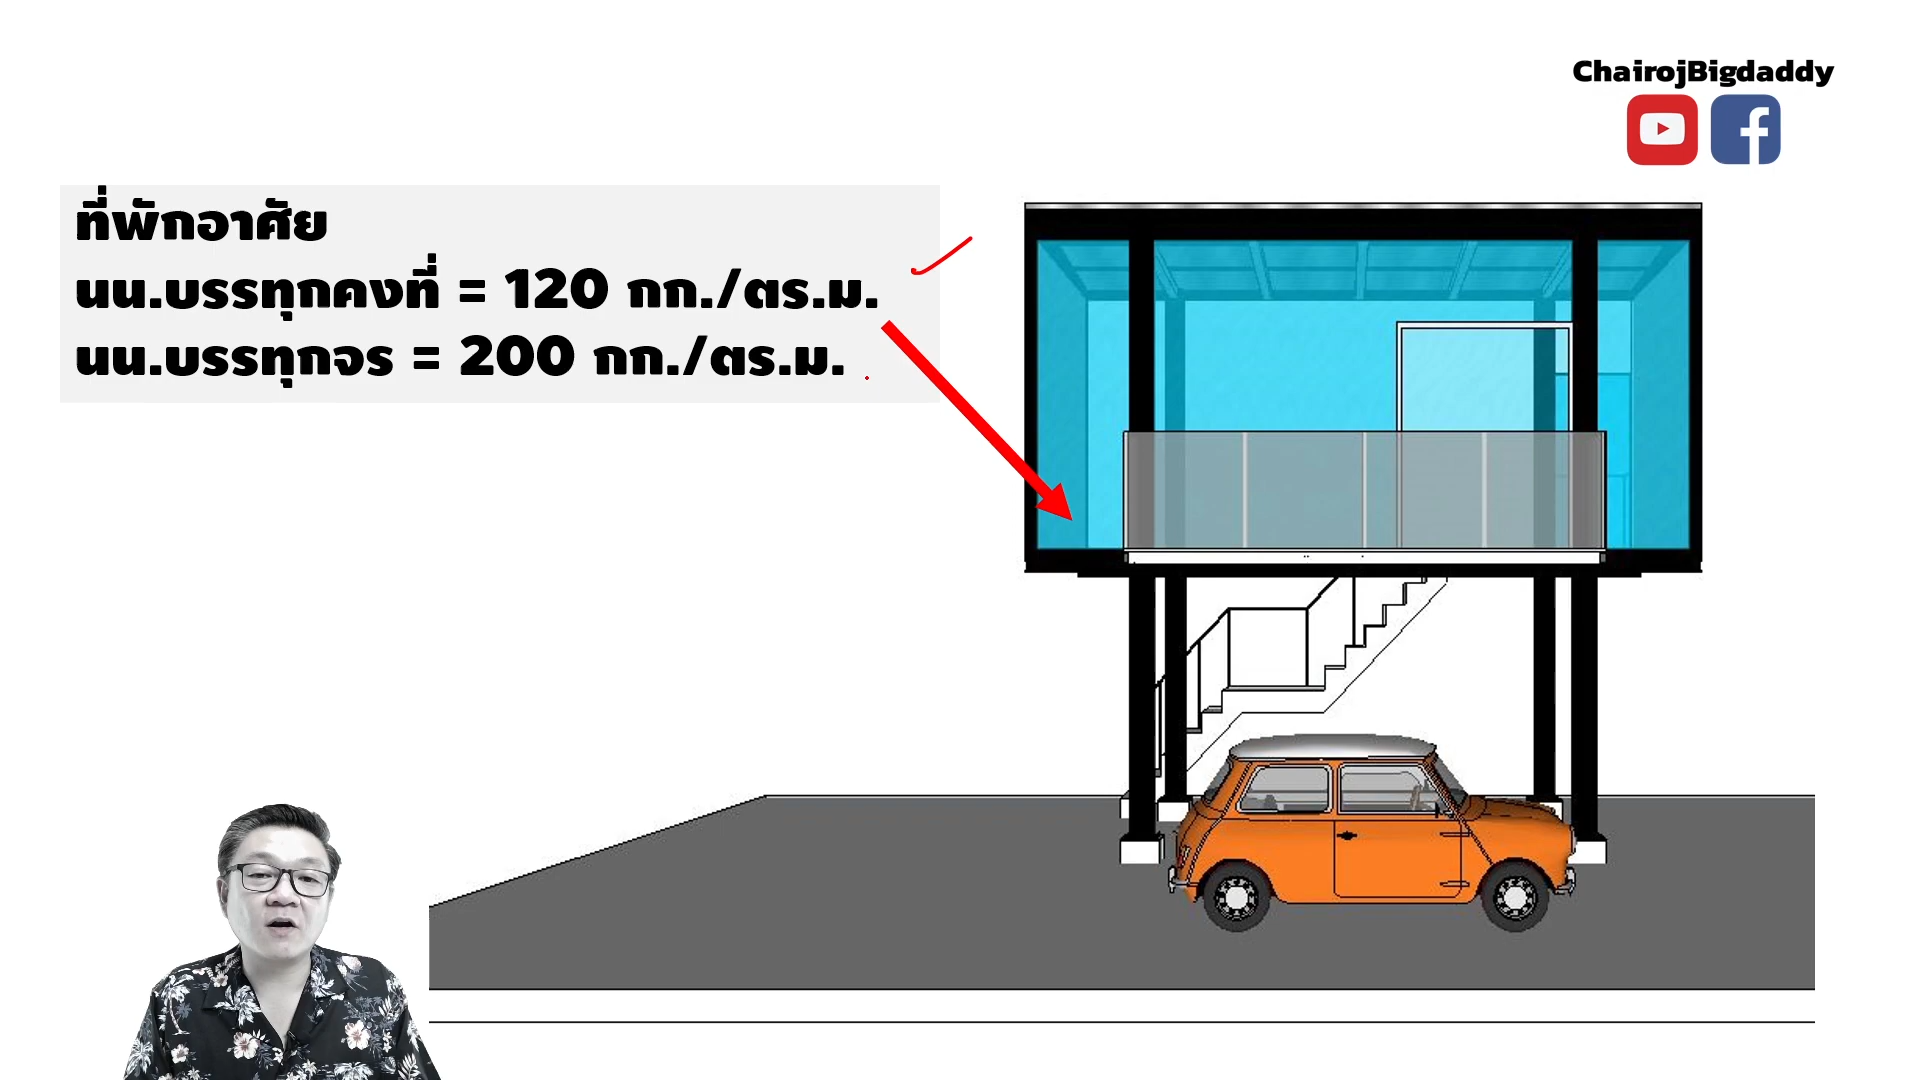 ChairojBigdaddy
ที่พักอาศัย
นน.บรรทุกคงที่ = 120 กก./ตร.ม.
นน.บรรทุกจร = 200 กก./ตร.ม.